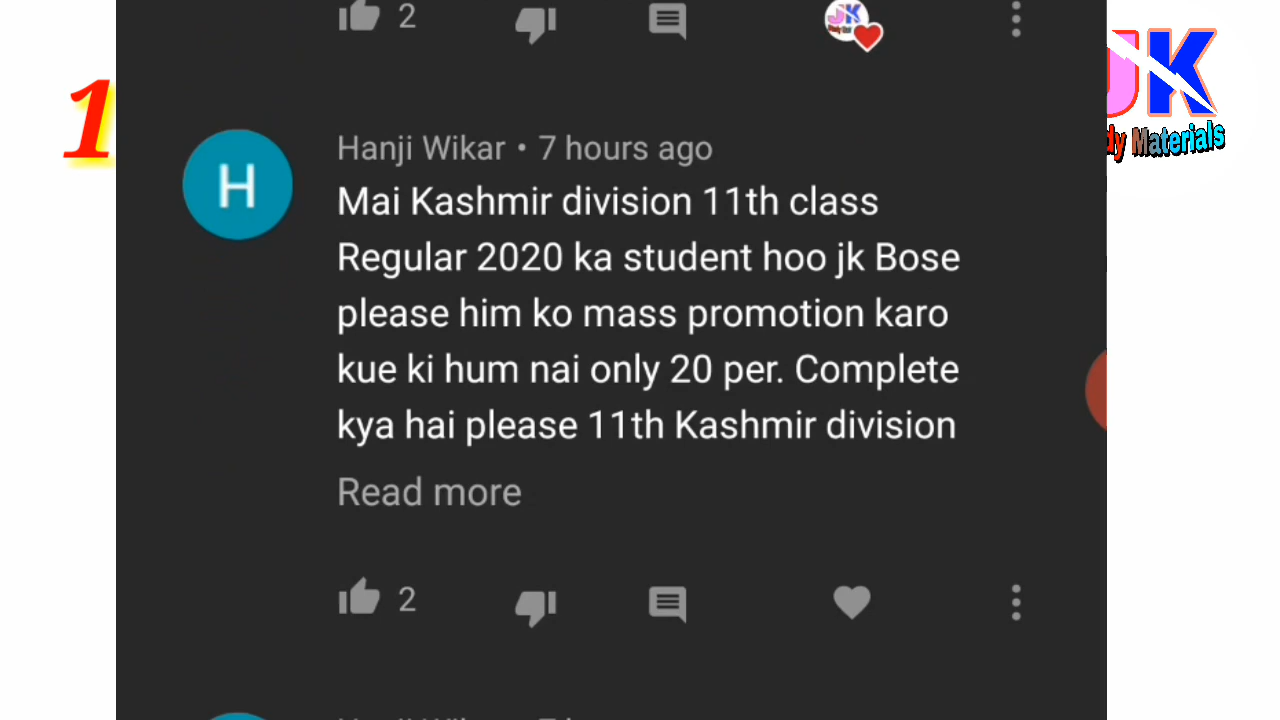 2
JK
1
JK
dy Materials
H
Hanji Wikar • 7 hours ago
Mai Kashmir division 11th class
Regular 2020 ka student hoo jk Bose
please him ko mass promotion karo
kue ki hum nai only 20 per. Complete
kya hai please 11th Kashmir division
Read more
2